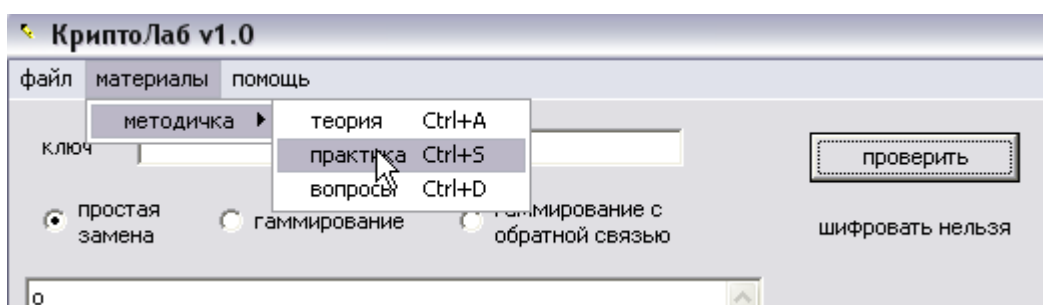 КриптоЛаб v1.0
файл материалы помощь
методичка теория Ctrl+A
ключ практика Ctrl+S проверить
вопросы Ctrl+D
простая замена гаммирование гаммирование с обратной связью шифровать нельзя
о